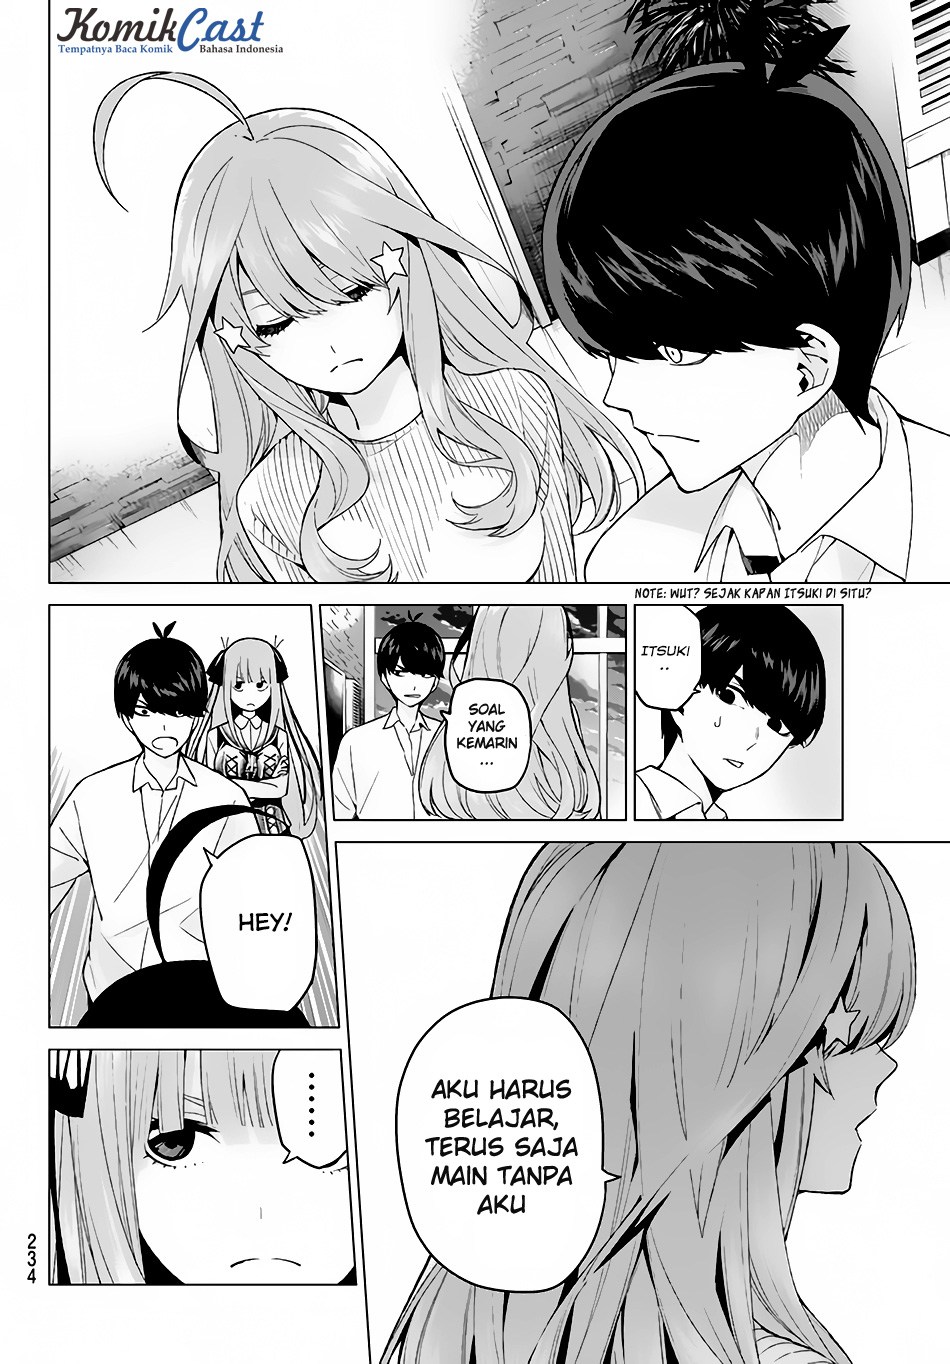 KomikCast
Tempatnya Baca Komik Bahasa Indonesia
NOTE: WUT? SEJAK KAPAN ITSUKI DI SITU?
ITSUKI
..
SOAL
YANG
KEMARIN
...
HEY!
AKU HARUS
BELAJAR,
TERUS SAJA
MAIN TANPA
AKU
......
234